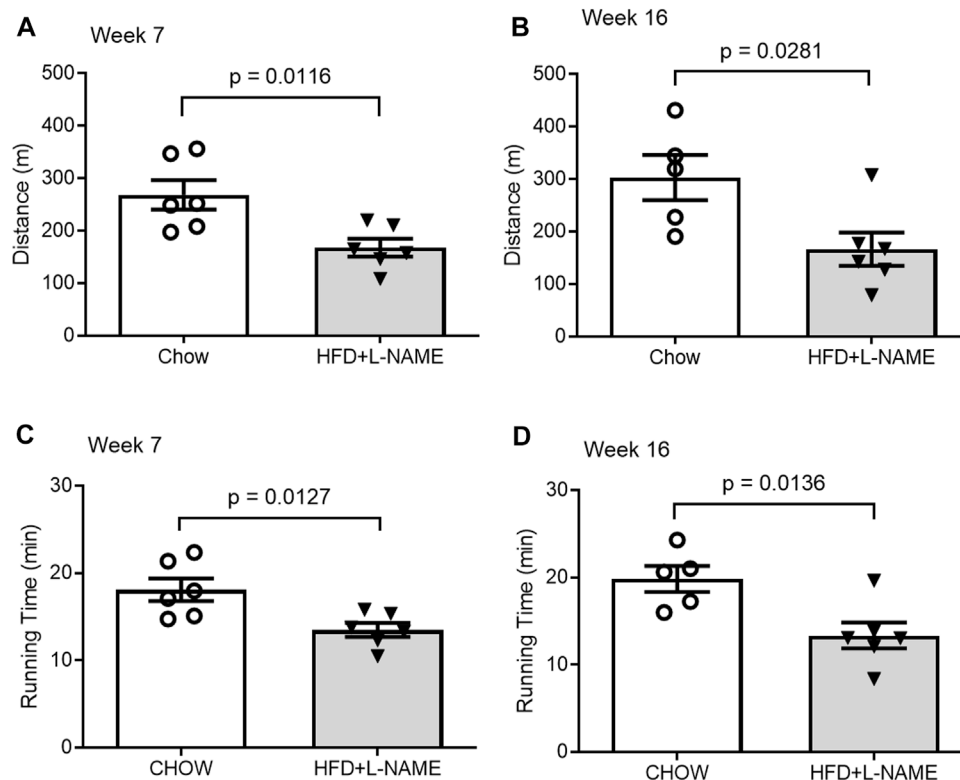 A
Week 7
p = 0.0116
500
400
300
200
100
0
Distance (m)
Chow
HFD+L-NAME
B
Week 16
p = 0.0281
500
400
300
200
100
0
Distance (m)
Chow
HFD+L-NAME
C
Week 7
p = 0.0127
30
20
10
0
Running Time (min)
CHOW
HFD+L-NAME
D
Week 16
p = 0.0136
30
20
10
0
Running Time (min)
CHOW
HFD+L-NAME